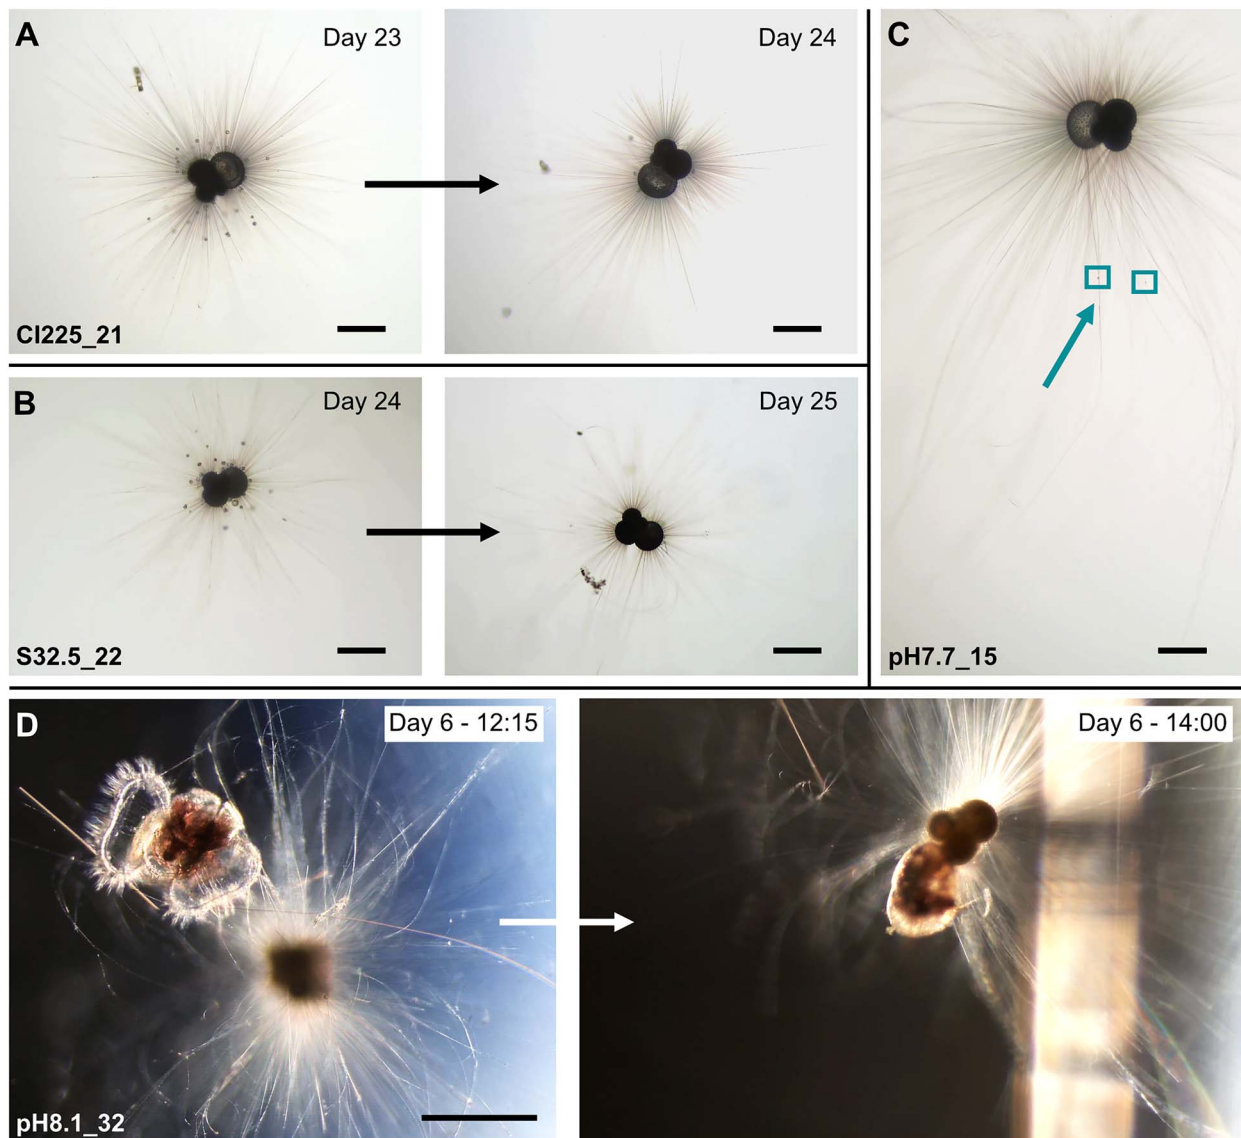 A
Day 23
Day 24
C
Cl225_21
B
Day 24
Day 25
S32.5_22
pH7.7_15
D
Day 6 - 12:15
Day 6 - 14:00
pH8.1_32